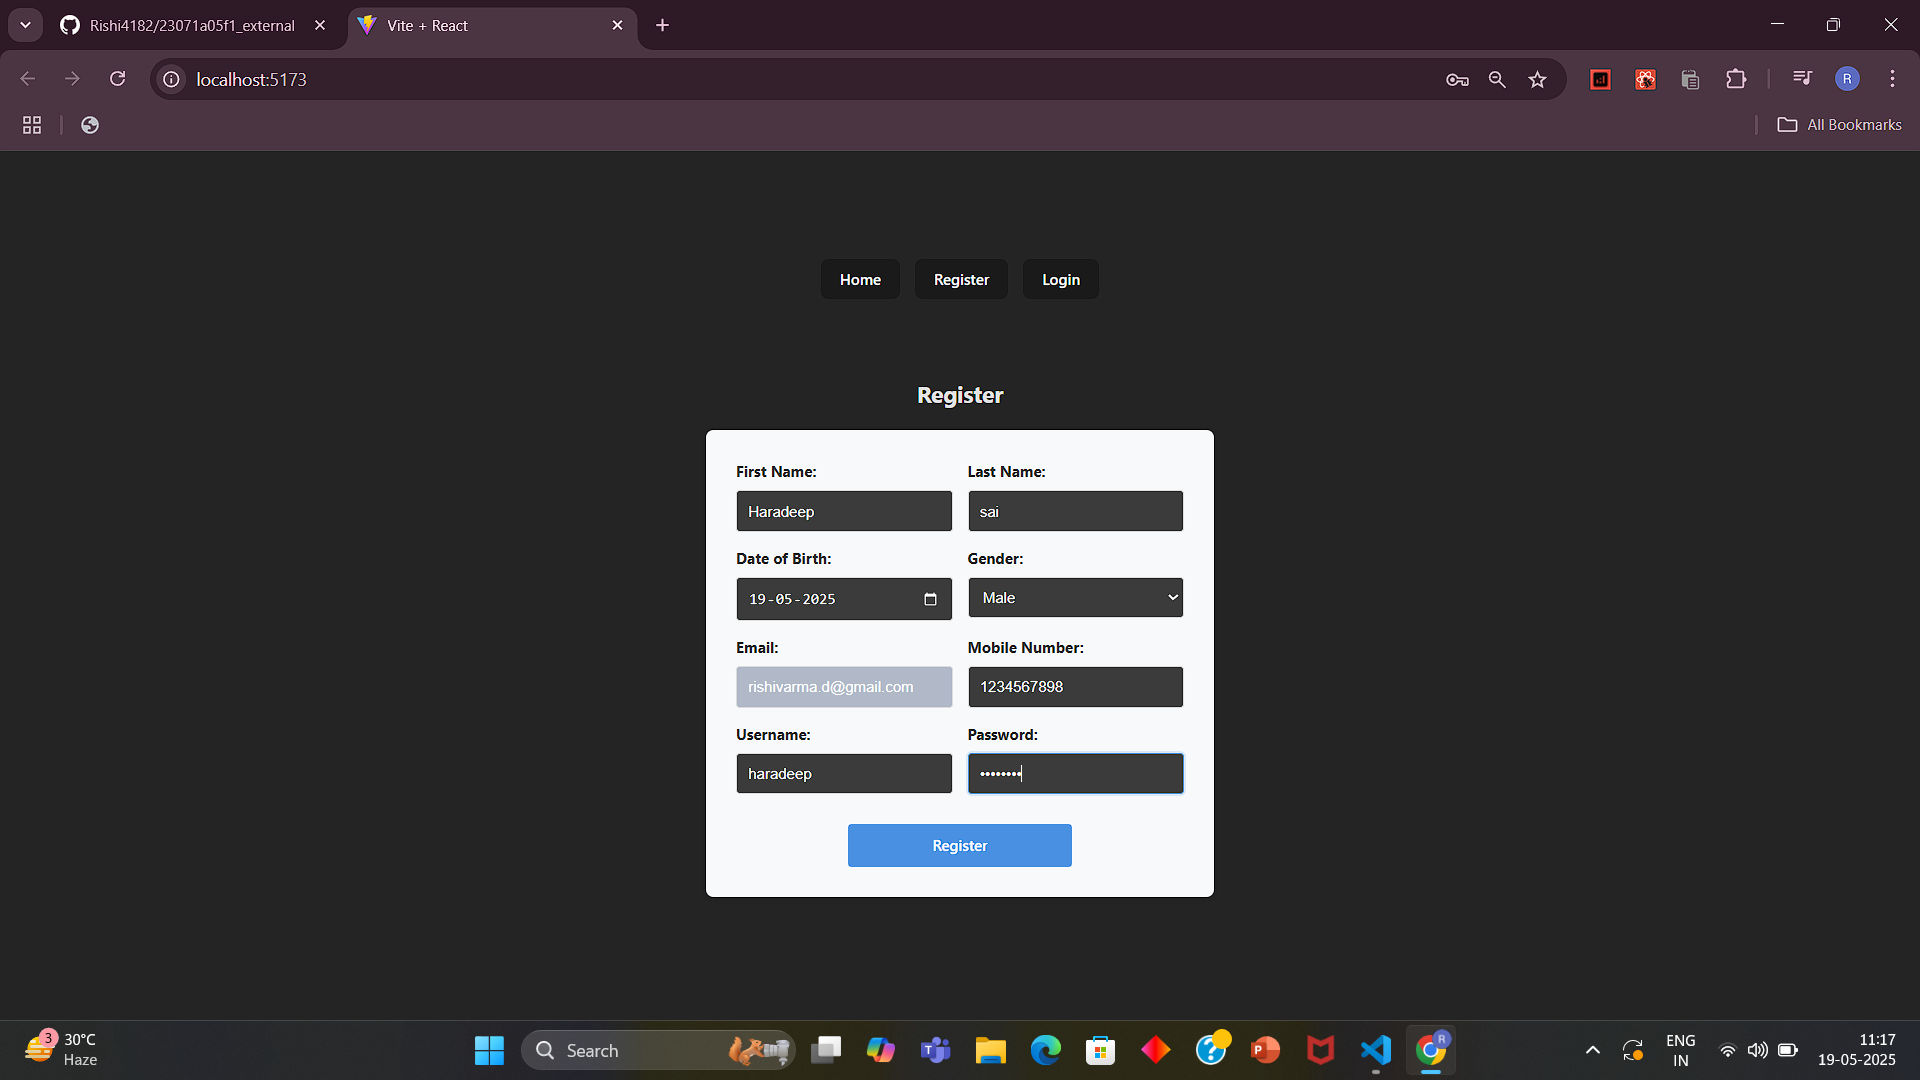 Rishi4182/23071a05f1_external
Vite + React
localhost:5173
R
All Bookmarks
Home
Register
Login
Register
First Name:
Last Name:
Haradeep
sai
Date of Birth:
Gender:
19-05-2025
Male
Email:
Mobile Number:
rishivarma.d@gmail.com
1234567898
Username:
Password:
haradeep
••••••••
Register
3
30°C
Haze
Search
R
ENG
IN
11:17
19-05-2025